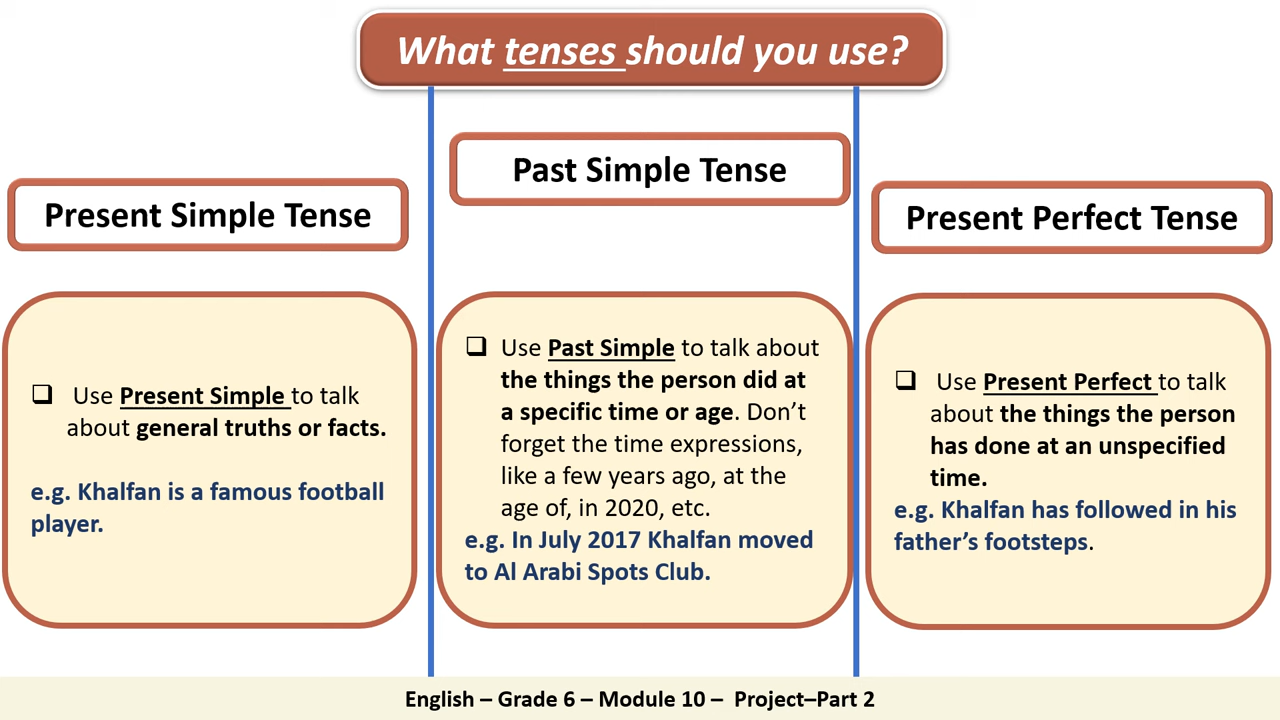 What tenses should you use?
Present Simple Tense
❑ Use Present Simple to talk
about general truths or facts.
e.g. Khalfan is a famous football
player.
Past Simple Tense
❑ Use Past Simple to talk about
the things the person did at
a specific time or age. Don’t
forget the time expressions,
like a few years ago, at the
age of, in 2020, etc.
e.g. In July 2017 Khalfan moved
to Al Arabi Spots Club.
Present Perfect Tense
❑ Use Present Perfect to talk
about the things the person
has done at an unspecified
time.
e.g. Khalfan has followed in his
father’s footsteps.
English – Grade 6 – Module 10 – Project–Part 2